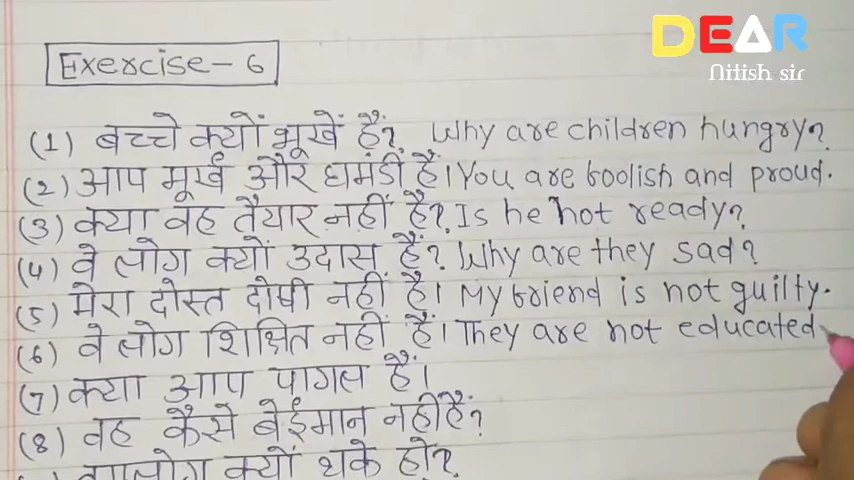 DEAR
Nitish sir
Exercise-6
(1) बच्चे क्यों भूखें हैं? Why are children hungry?
(2) आप मूर्ख और घमंडी हैं। You are foolish and proud.
(3) क्या वह तैयार नहीं है? Is he not ready?
(4) वे लोग क्यों उदास हैं? Why are they sad?
(5) मेरा दोस्त दोषी नहीं है। My friend is not guilty.
(6) वे लोग शिक्षित नहीं हैं। They are not educated
(7) क्या आप पागल हैं।
(8) वह कैसे बेईमान नहीं हैं?
क्यों थके हो?